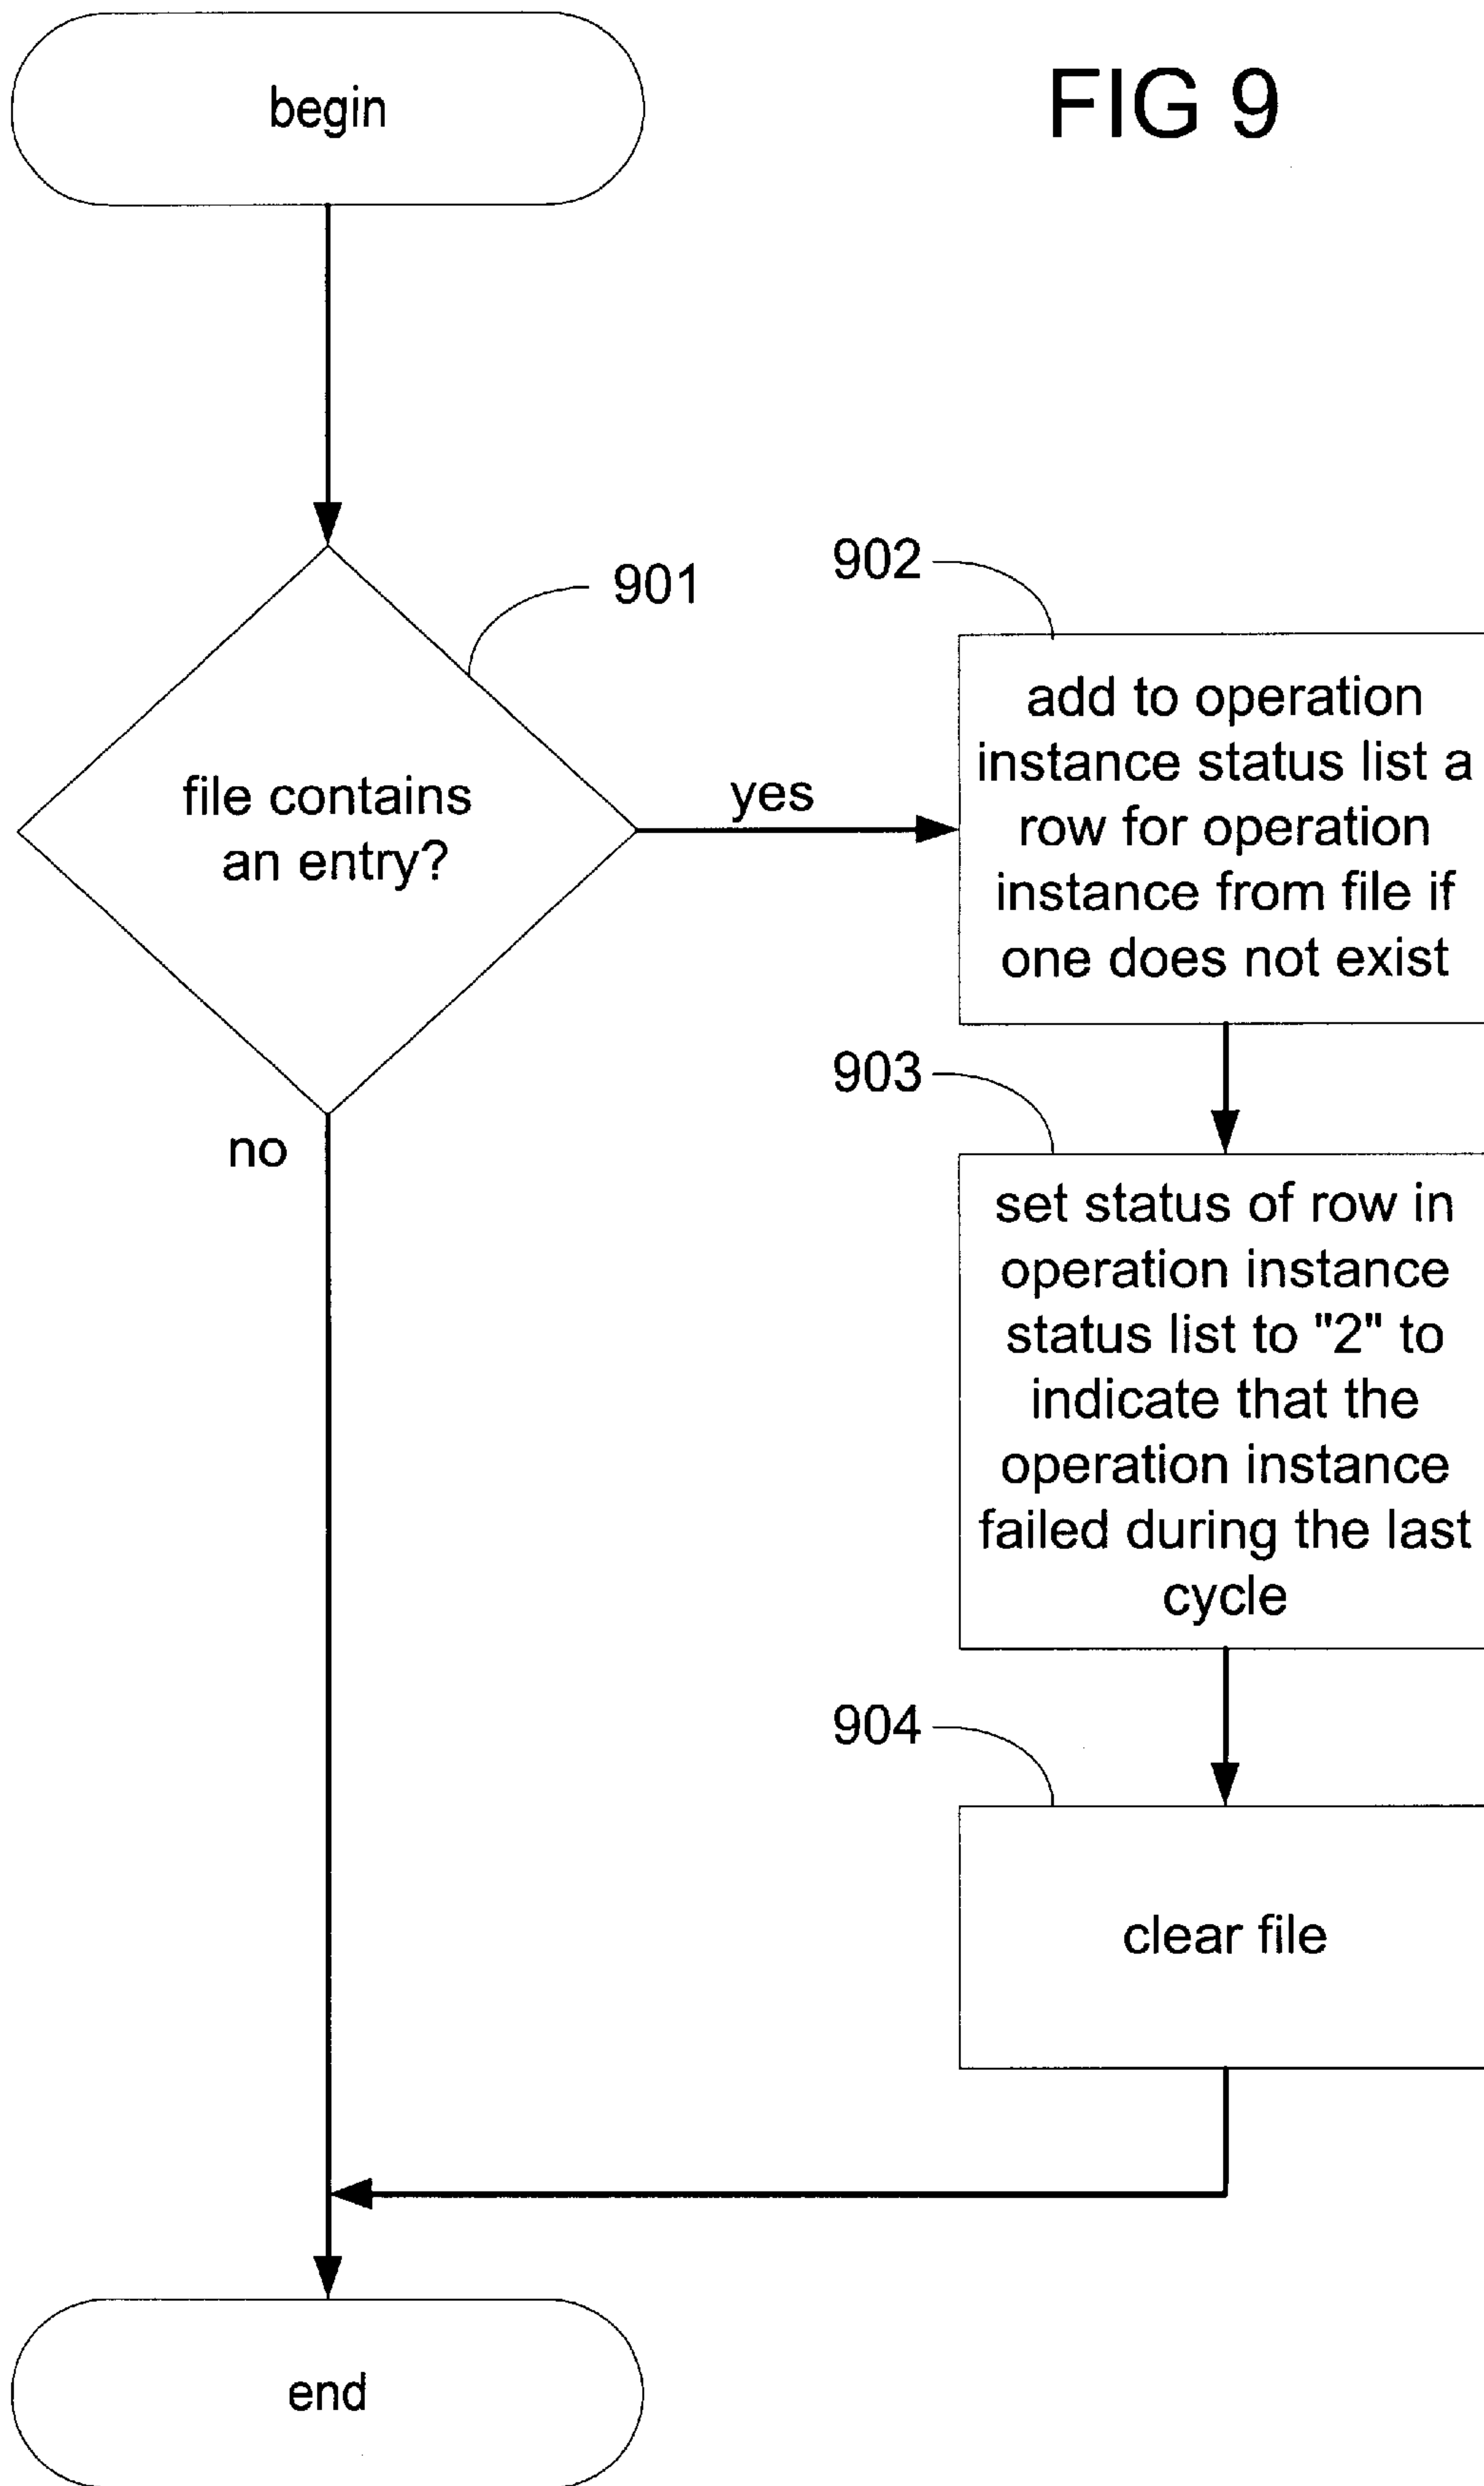 FIG 9
begin
901
file contains
an entry?
yes
no
902
add to operation
instance status list a
row for operation
instance from file if
one does not exist
903
set status of row in
operation instance
status list to "2" to
indicate that the
operation instance
failed during the last
cycle
904
clear file
end